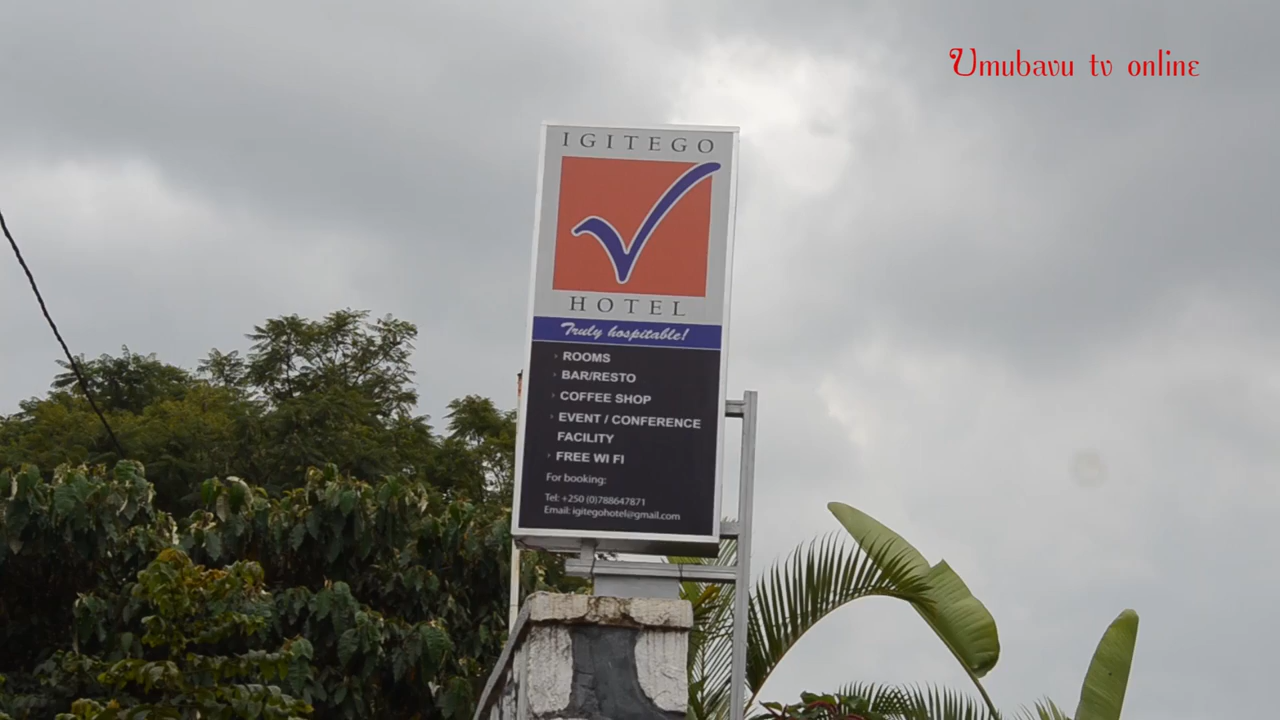 Umubavu tv online
IGITEGO
HOTEL
Truly hospitable!
ROOMS
BAR/RESTO
COFFEE SHOP
EVENT / CONFERENCE
FACILITY
FREE WI FI
For booking:
Tel: +250 (0)788647871
Email: igitegohotel@gmail.com